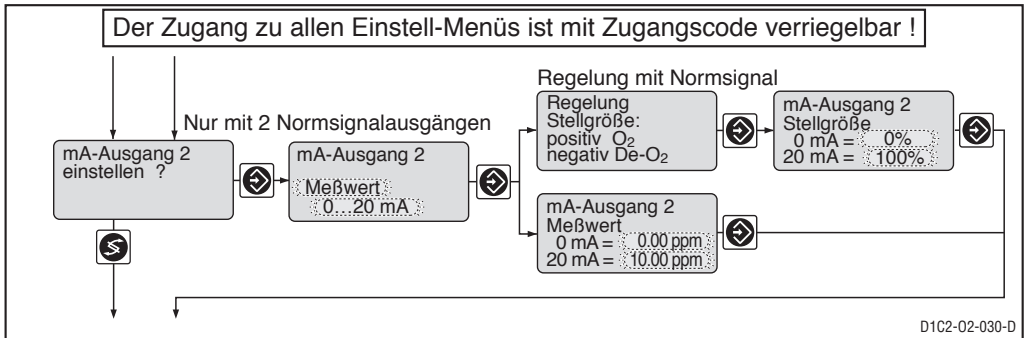 Der Zugang zu allen Einstell-Menüs ist mit Zugangscode verriegelbar !
Nur mit 2 Normsignalausgängen
Regelung mit Normsignal
mA-Ausgang 2
einstellen ?
mA-Ausgang 2
Meßwert
0...20 mA
Regelung
Stellgröße:
positiv O₂
negativ De-O₂
mA-Ausgang 2
Stellgröße
0 mA = 0%
20 mA = 100%
mA-Ausgang 2
Meßwert
0 mA = 0.00 ppm
20 mA = 10.00 ppm
D1C2-O2-030-D